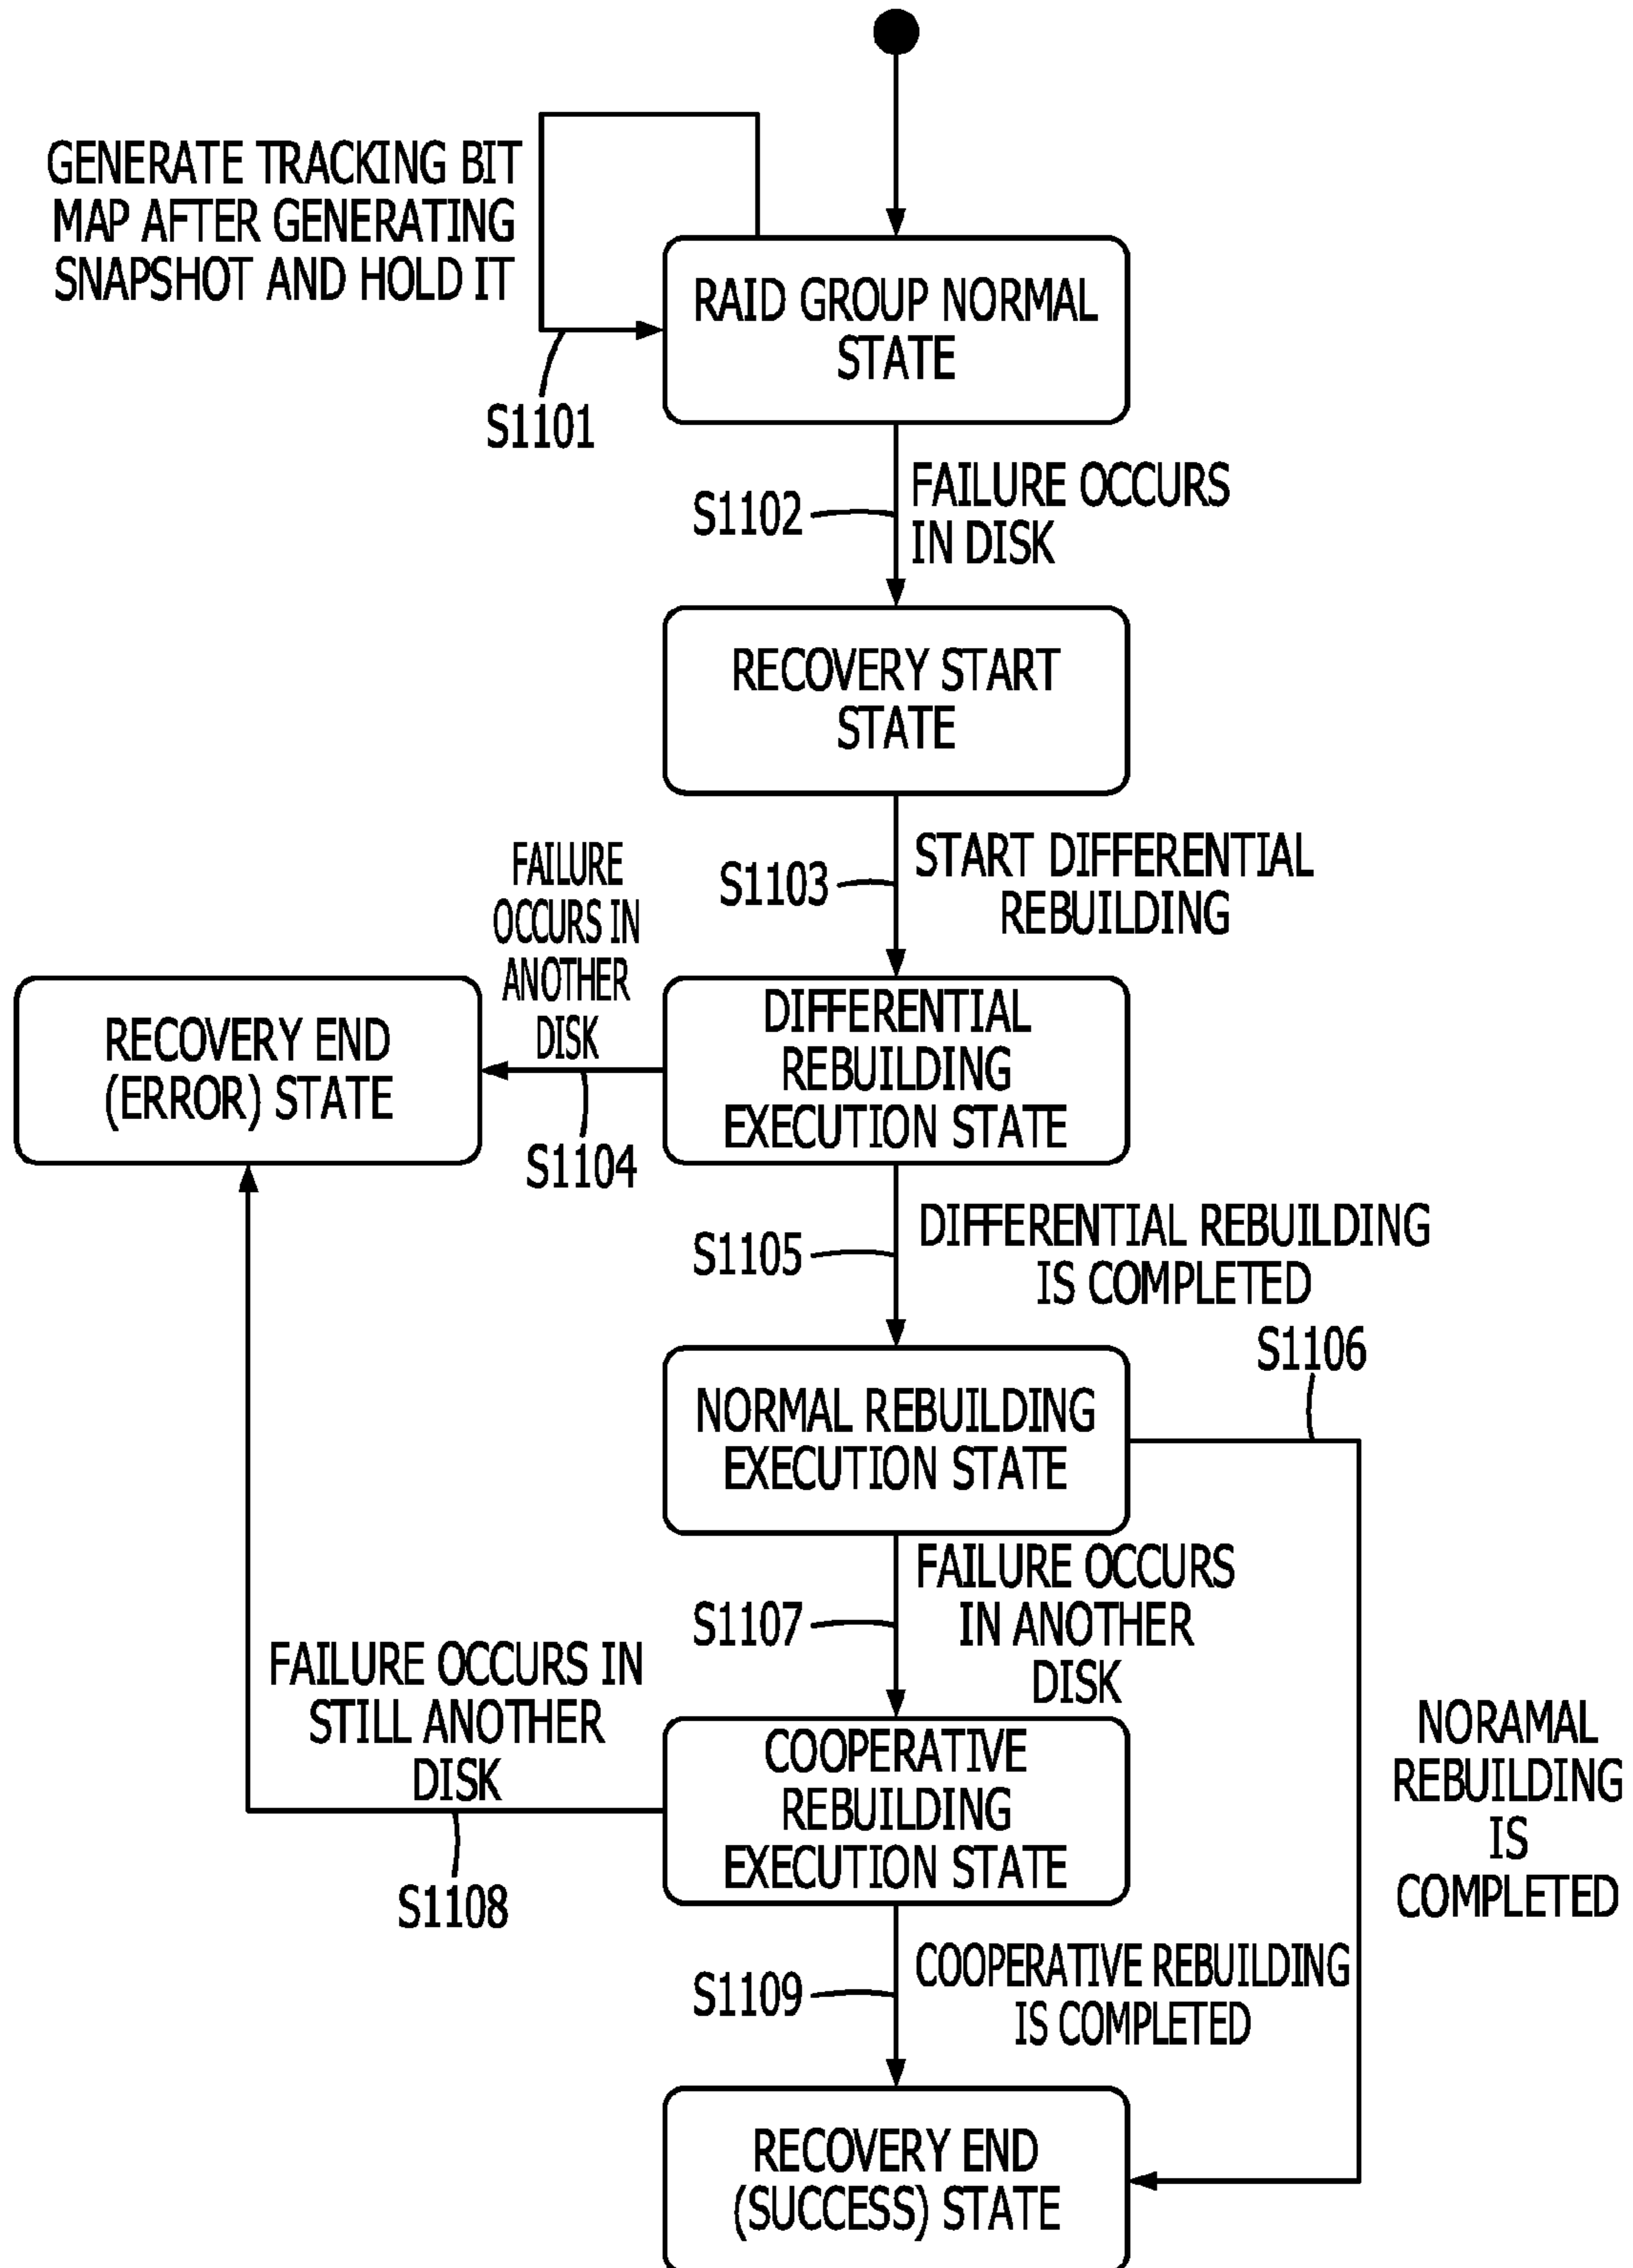 GENERATE TRACKING BIT
MAP AFTER GENERATING
SNAPSHOT AND HOLD IT
S1101
RAID GROUP NORMAL
STATE
S1102
FAILURE OCCURS
IN DISK
RECOVERY START
STATE
S1103
START DIFFERENTIAL
REBUILDING
FAILURE
OCCURS IN
ANOTHER
DISK
S1104
RECOVERY END
(ERROR) STATE
DIFFERENTIAL
REBUILDING
EXECUTION STATE
S1105
DIFFERENTIAL REBUILDING
IS COMPLETED
S1106
NORMAL REBUILDING
EXECUTION STATE
S1107
FAILURE OCCURS
IN ANOTHER
DISK
FAILURE OCCURS IN
STILL ANOTHER
DISK
S1108
COOPERATIVE
REBUILDING
EXECUTION STATE
NORAMAL
REBUILDING
IS
COMPLETED
S1109
COOPERATIVE REBUILDING
IS COMPLETED
RECOVERY END
(SUCCESS) STATE